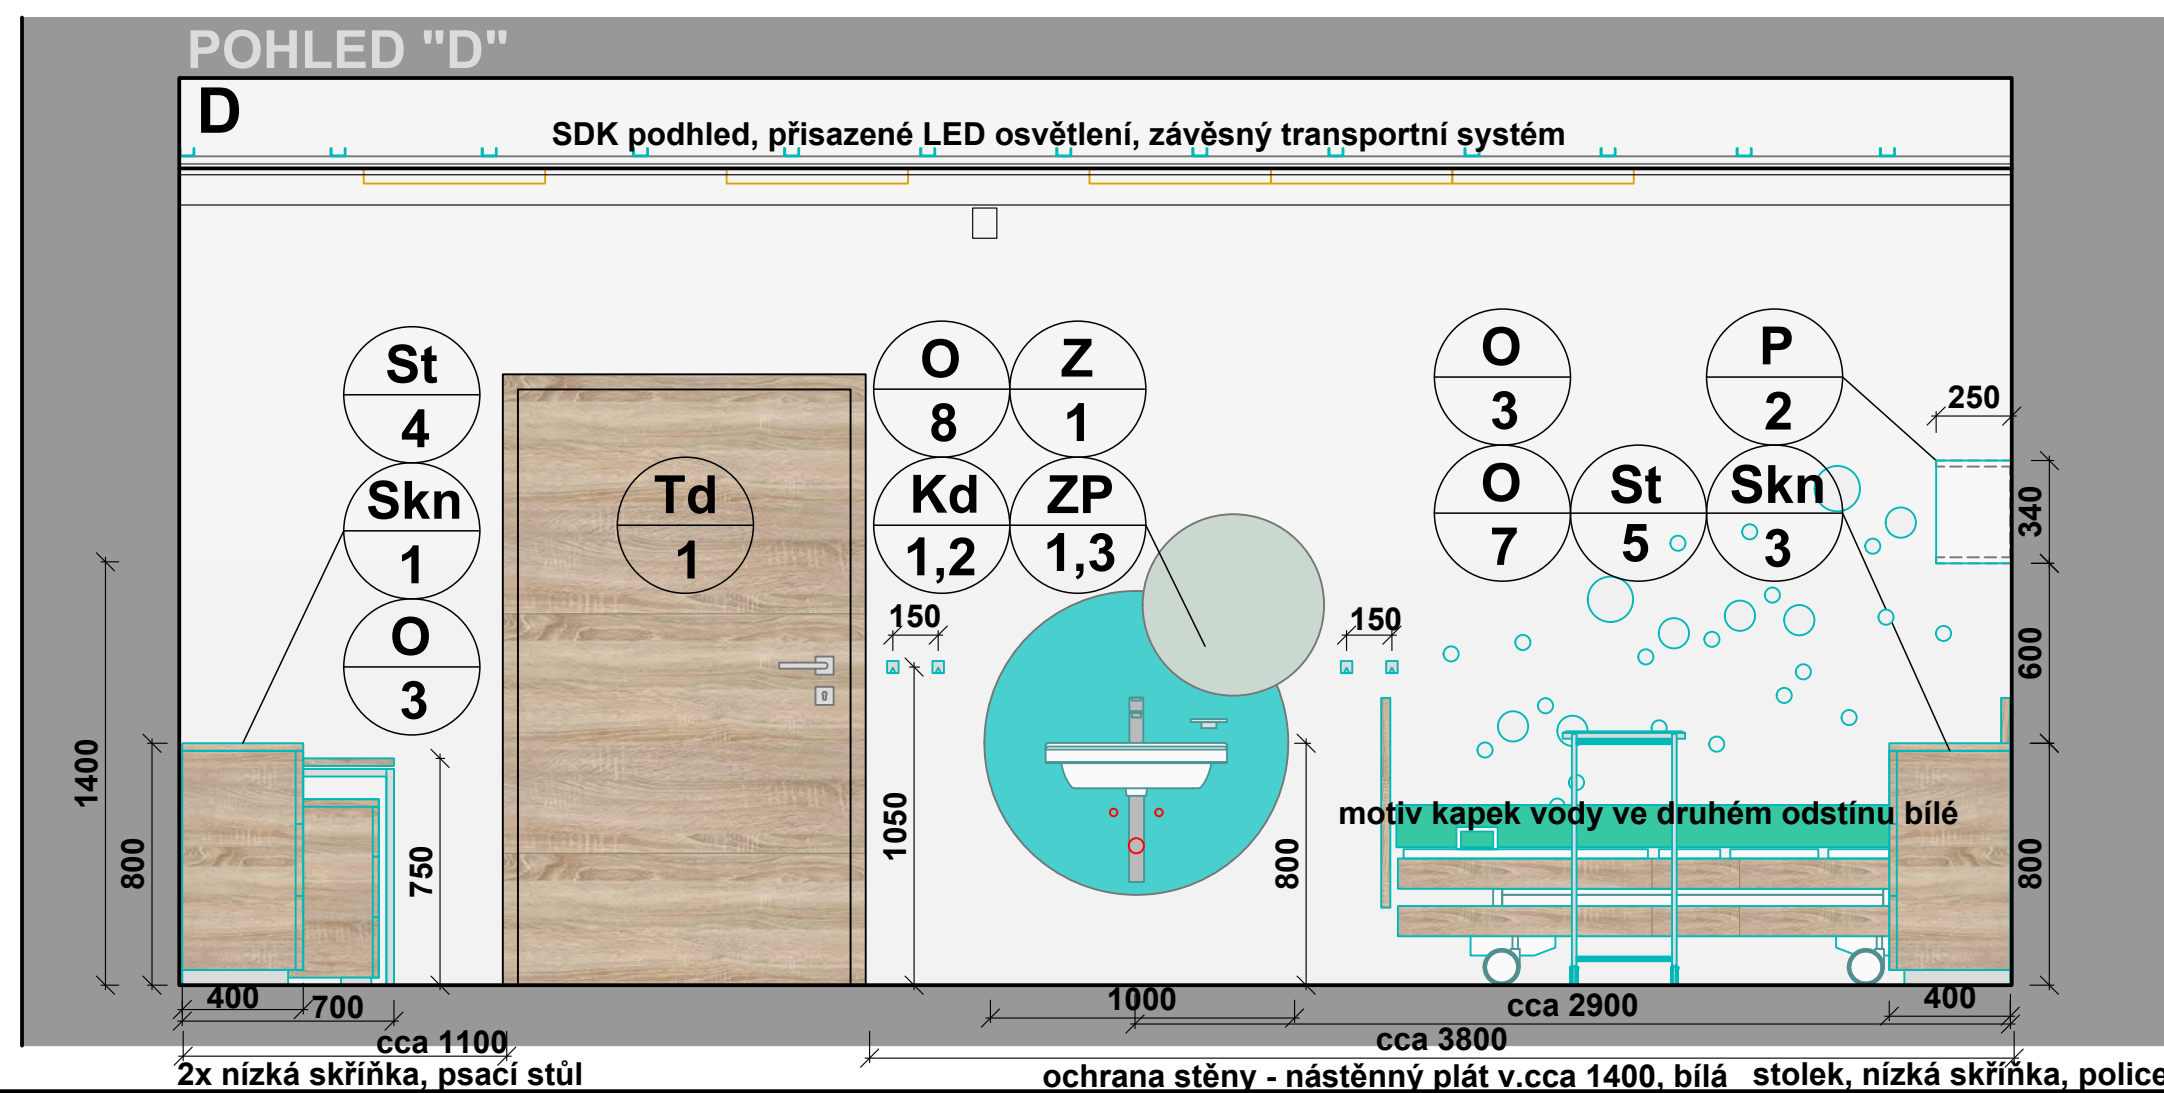 POHLED "D"
D
SDK podhled, přisazené LED osvětlení, závěsný transportní systém
St
4
Skn
1
O
3
Td
1
O
8
Z
1
Kd
1,2
ZP
1,3
O
3
P
2
O
7
St
5
Skn
3
250
340
600
800
150
150
1400
800
750
1050
800
motiv kapek vody ve druhém odstínu bílé
400
700
cca 1100
1000
cca 2900
400
cca 3800
2x nízká skříňka, psací stůl
ochrana stěny - nástěnný plát v.cca 1400, bílá
stolek, nízká skříňka, police